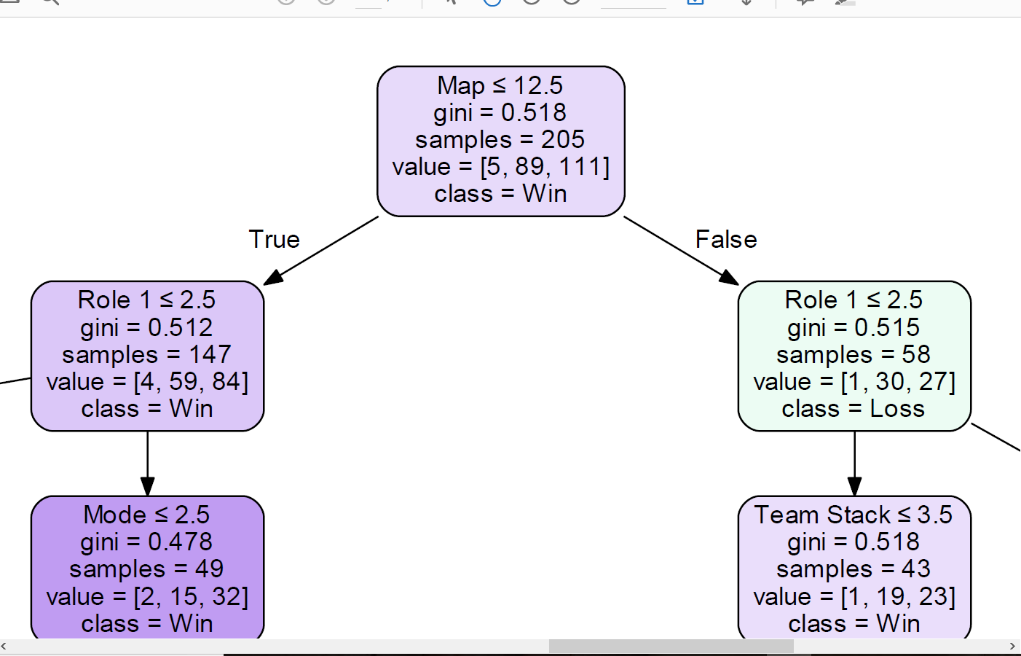 Map ≤ 12.5
gini = 0.518
samples = 205
value = [5, 89, 111]
class = Win
True
False
Role 1 ≤ 2.5
gini = 0.512
samples = 147
value = [4, 59, 84]
class = Win
Role 1 ≤ 2.5
gini = 0.515
samples = 58
value = [1, 30, 27]
class = Loss
Mode ≤ 2.5
gini = 0.478
samples = 49
value = [2, 15, 32]
class = Win
Team Stack ≤ 3.5
gini = 0.518
samples = 43
value = [1, 19, 23]
class = Win